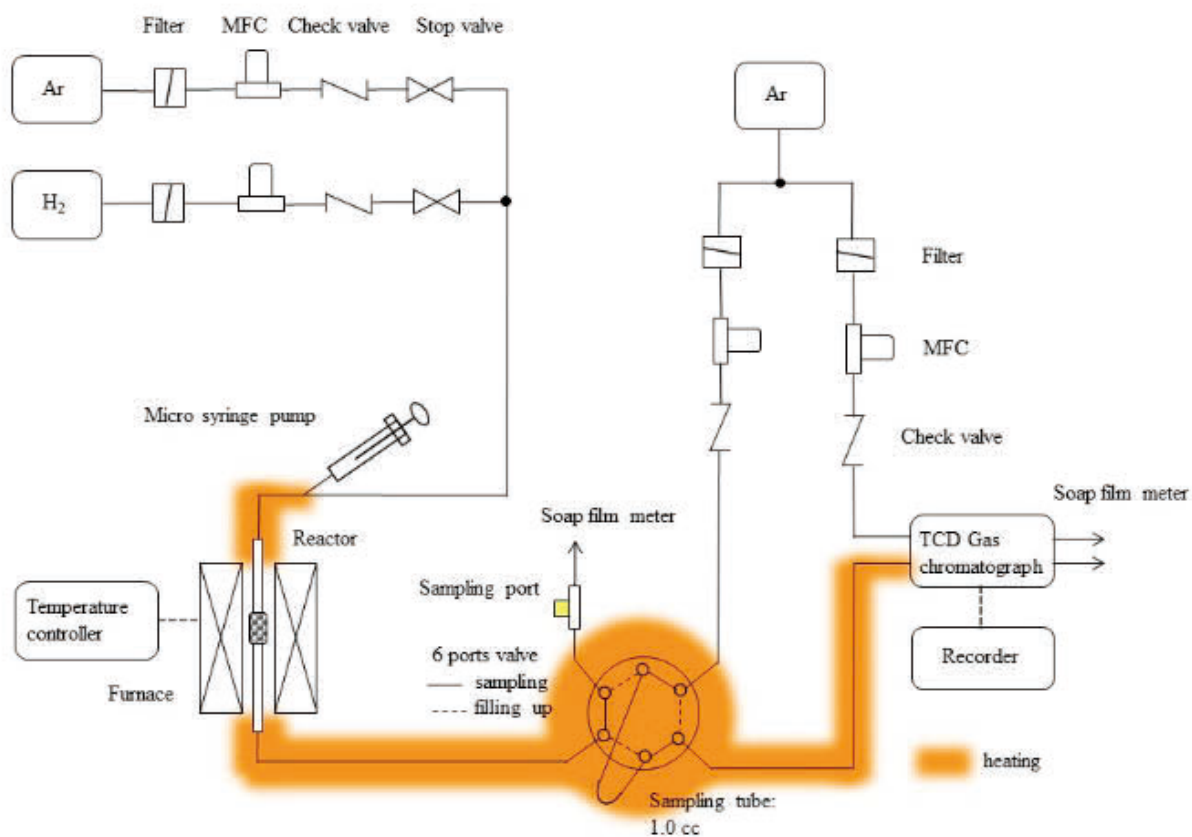 Filter MFC Check valve Stop valve
Ar
Ar
H2
Filter
MFC
Micro syringe pump
Check valve
Soap film meter
Soap film meter
Reactor
TCD Gas
chromatograph
Sampling port
Temperature
controller
6 ports valve
Recorder
sampling
Furnace
filling up
heating
Sampling tube:
1.0 cc